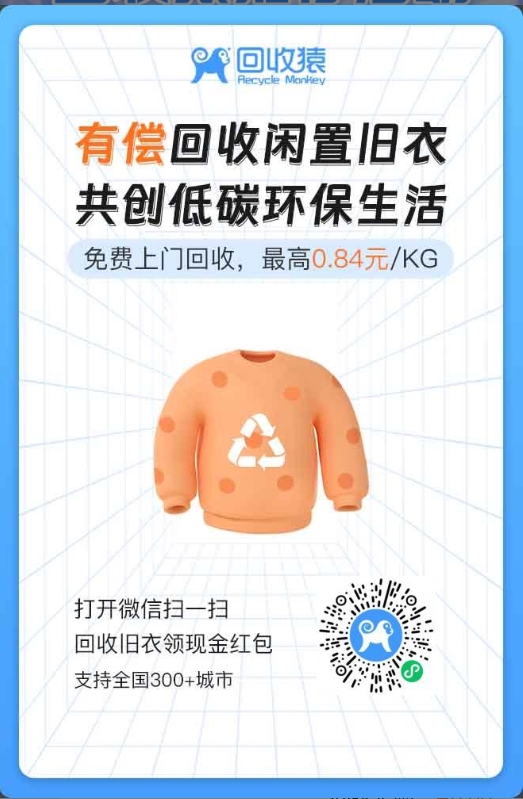 回收猿
Recycle Monkey
有偿回收闲置旧衣
共创低碳环保生活
免费上门回收，最高0.84元/KG
打开微信扫一扫
回收旧衣领现金红包
支持全国300+城市